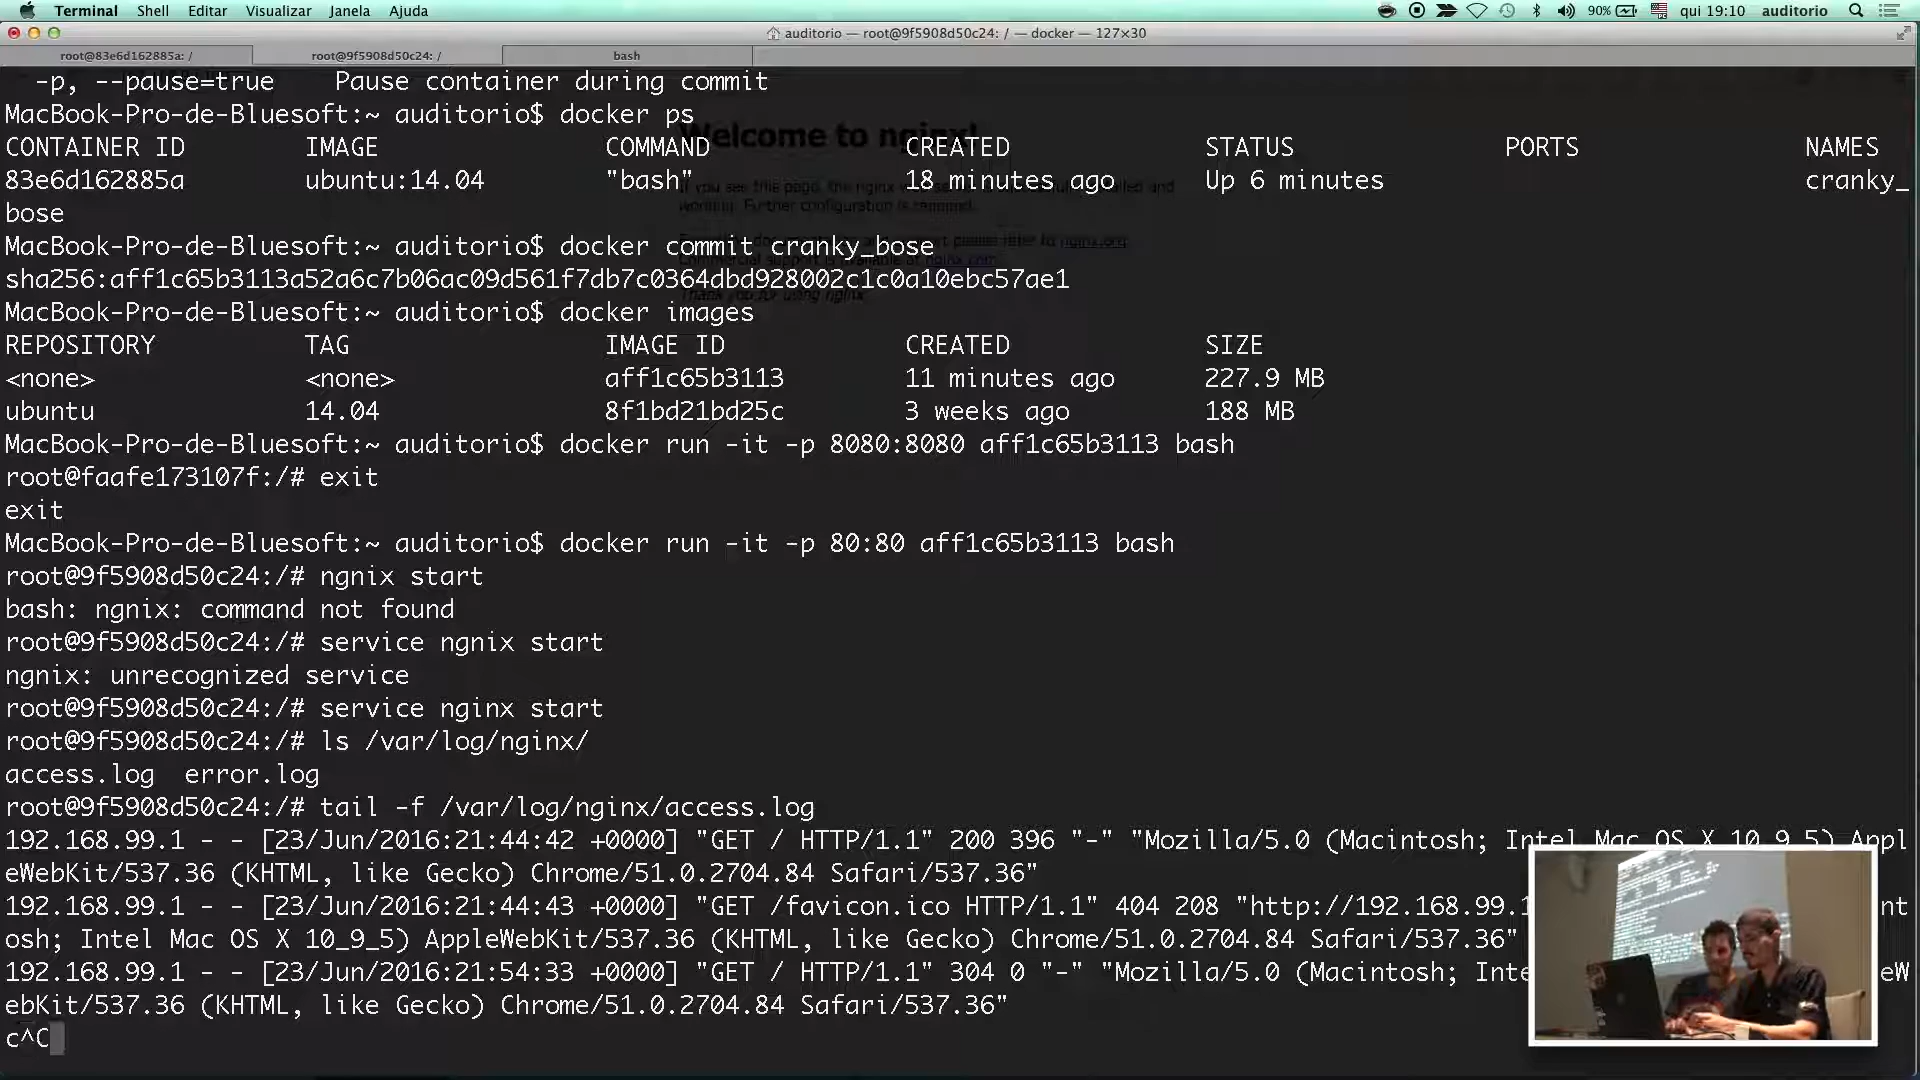 Terminal Shell Editar Visualizar Janela Ajuda 90% qui 19:10 auditorio
auditorio — root@9f5908d50c24: / — docker — 127×30
root@83e6d162885a: / root@9f5908d50c24: / bash
-p, --pause=true Pause container during commit
MacBook-Pro-de-Bluesoft:~ auditorio$ docker ps
Welcome to nginx!
CONTAINER ID IMAGE COMMAND CREATED STATUS PORTS NAMES
83e6d162885a ubuntu:14.04 "bash" 18 minutes ago Up 6 minutes cranky_
bose
MacBook-Pro-de-Bluesoft:~ auditorio$ docker commit cranky_bose
sha256:aff1c65b3113a52a6c7b06ac09d561f7db7c0364dbd928002c1c0a10ebc57ae1
Thank you for using nginx.
MacBook-Pro-de-Bluesoft:~ auditorio$ docker images
REPOSITORY TAG IMAGE ID CREATED SIZE
<none> <none> aff1c65b3113 11 minutes ago 227.9 MB
ubuntu 14.04 8f1bd21bd25c 3 weeks ago 188 MB
MacBook-Pro-de-Bluesoft:~ auditorio$ docker run -it -p 8080:8080 aff1c65b3113 bash
root@faafe173107f:/# exit
exit
MacBook-Pro-de-Bluesoft:~ auditorio$ docker run -it -p 80:80 aff1c65b3113 bash
root@9f5908d50c24:/# ngnix start
bash: ngnix: command not found
root@9f5908d50c24:/# service ngnix start
ngnix: unrecognized service
root@9f5908d50c24:/# service nginx start
root@9f5908d50c24:/# ls /var/log/nginx/
access.log error.log
root@9f5908d50c24:/# tail -f /var/log/nginx/access.log
192.168.99.1 - - [23/Jun/2016:21:44:42 +0000] "GET / HTTP/1.1" 200 396 "-" "Mozilla/5.0 (Macintosh; Intel Mac OS X 10_9_5) Appl
eWebKit/537.36 (KHTML, like Gecko) Chrome/51.0.2704.84 Safari/537.36"
192.168.99.1 - - [23/Jun/2016:21:44:43 +0000] "GET /favicon.ico HTTP/1.1" 404 208 "http://192.168.99.1 nt
osh; Intel Mac OS X 10_9_5) AppleWebKit/537.36 (KHTML, like Gecko) Chrome/51.0.2704.84 Safari/537.36"
192.168.99.1 - - [23/Jun/2016:21:54:33 +0000] "GET / HTTP/1.1" 304 0 "-" "Mozilla/5.0 (Macintosh; Inte eW
ebKit/537.36 (KHTML, like Gecko) Chrome/51.0.2704.84 Safari/537.36"
c^C